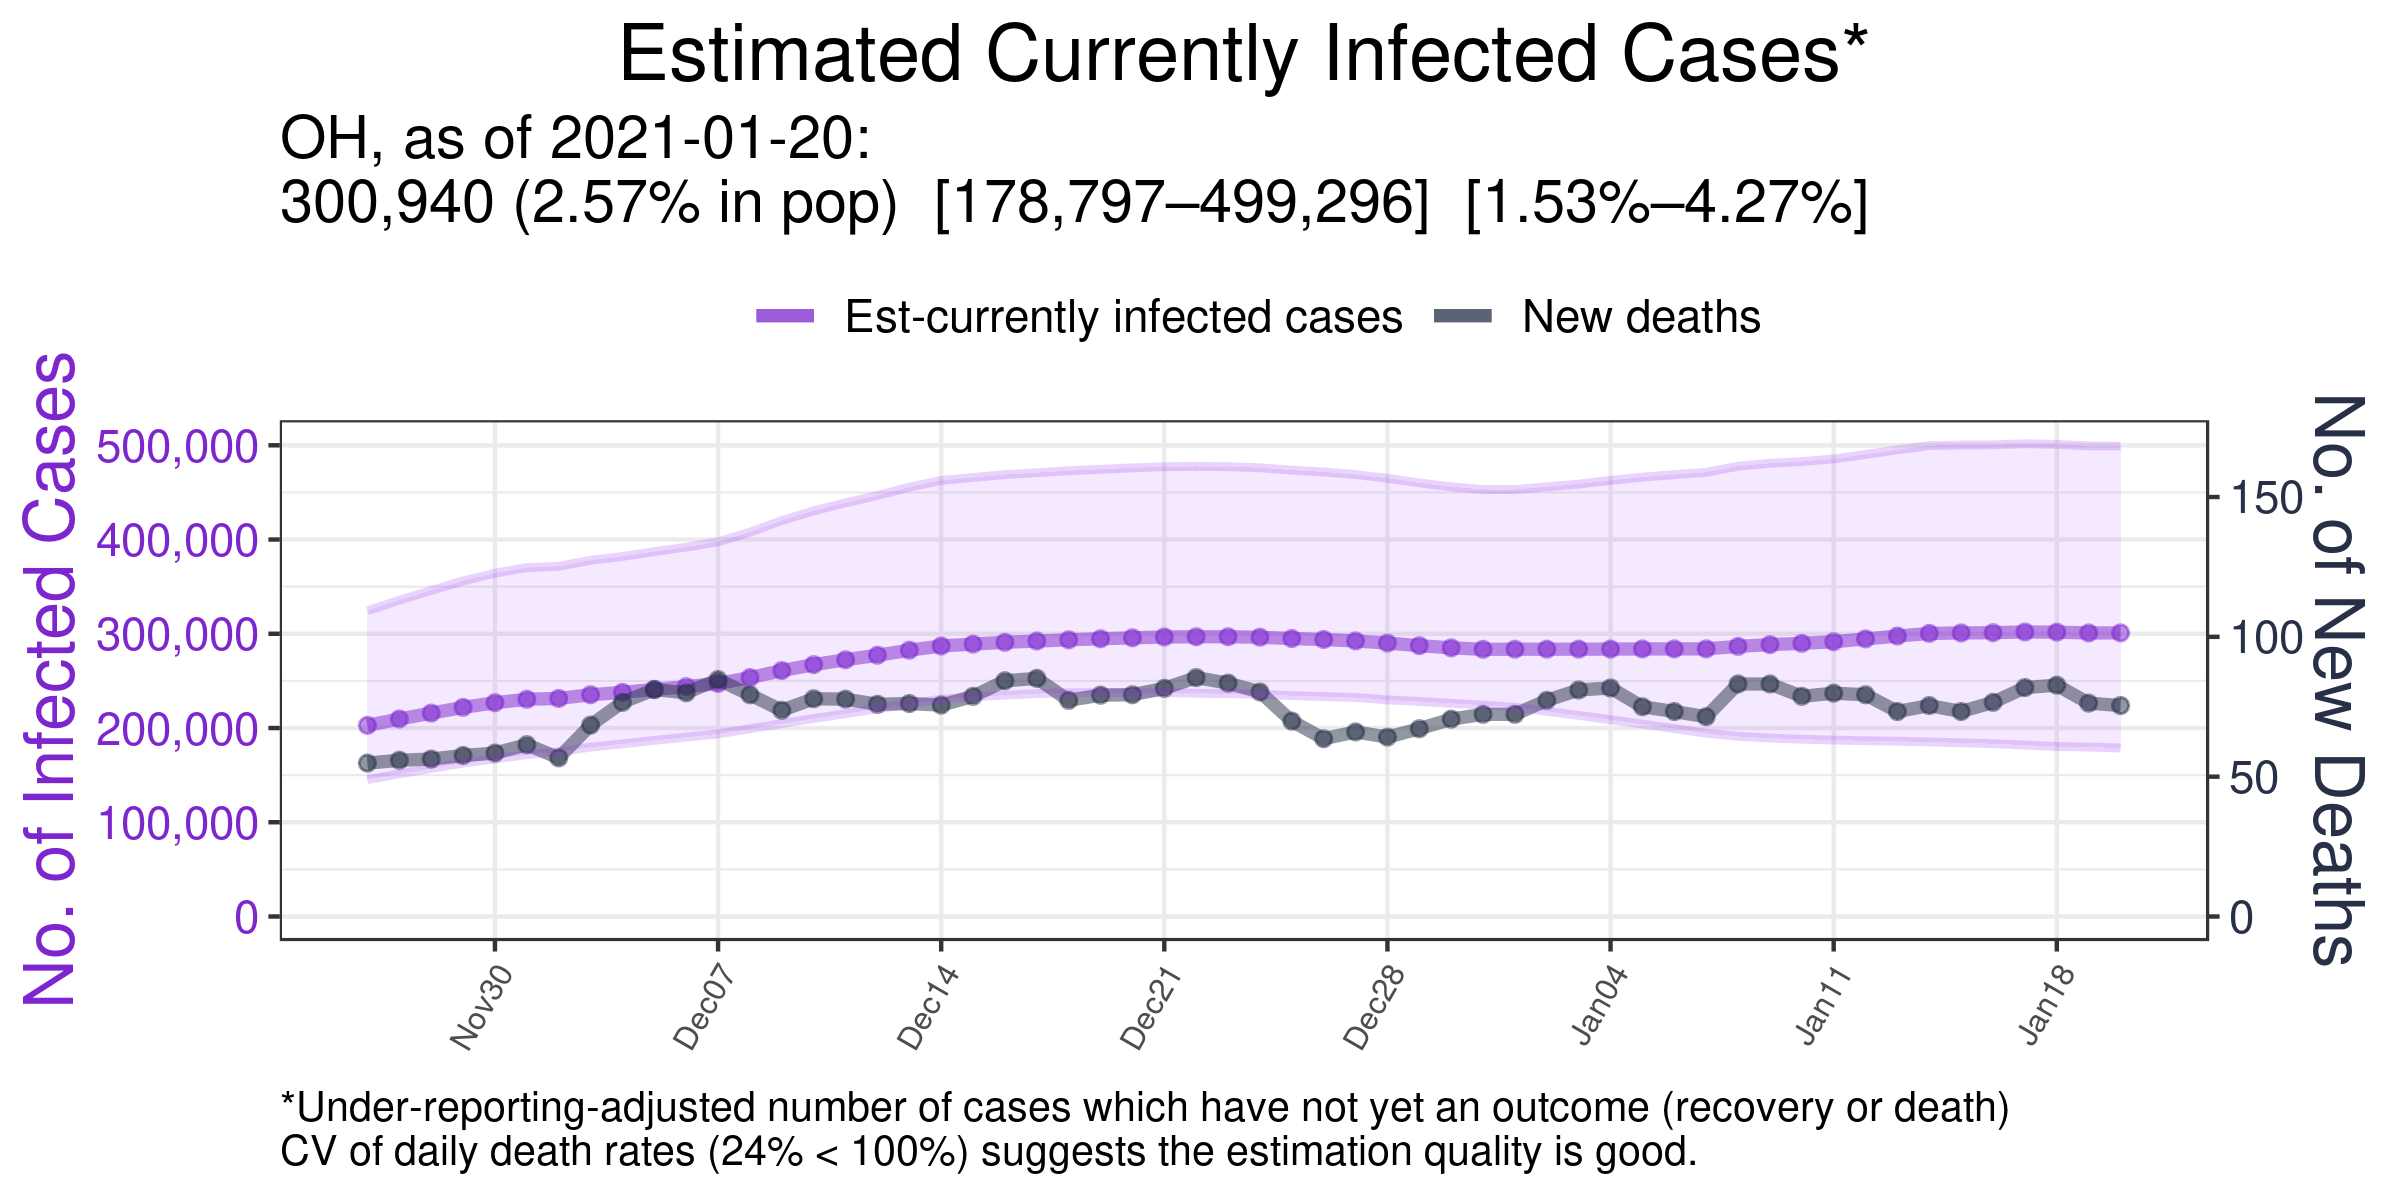 Estimated Currently Infected Cases*
OH, as of 2021-01-20:
300,940 (2.57% in pop)  [178,797–499,296]  [1.53%–4.27%]
Est-currently infected cases
New deaths
No. of Infected Cases
500,000
400,000
300,000
200,000
100,000
0
150
100
50
0
No. of New Deaths
Nov30
Dec07
Dec14
Dec21
Dec28
Jan04
Jan11
Jan18
*Under-reporting-adjusted number of cases which have not yet an outcome (recovery or death)
CV of daily death rates (24% < 100%) suggests the estimation quality is good.